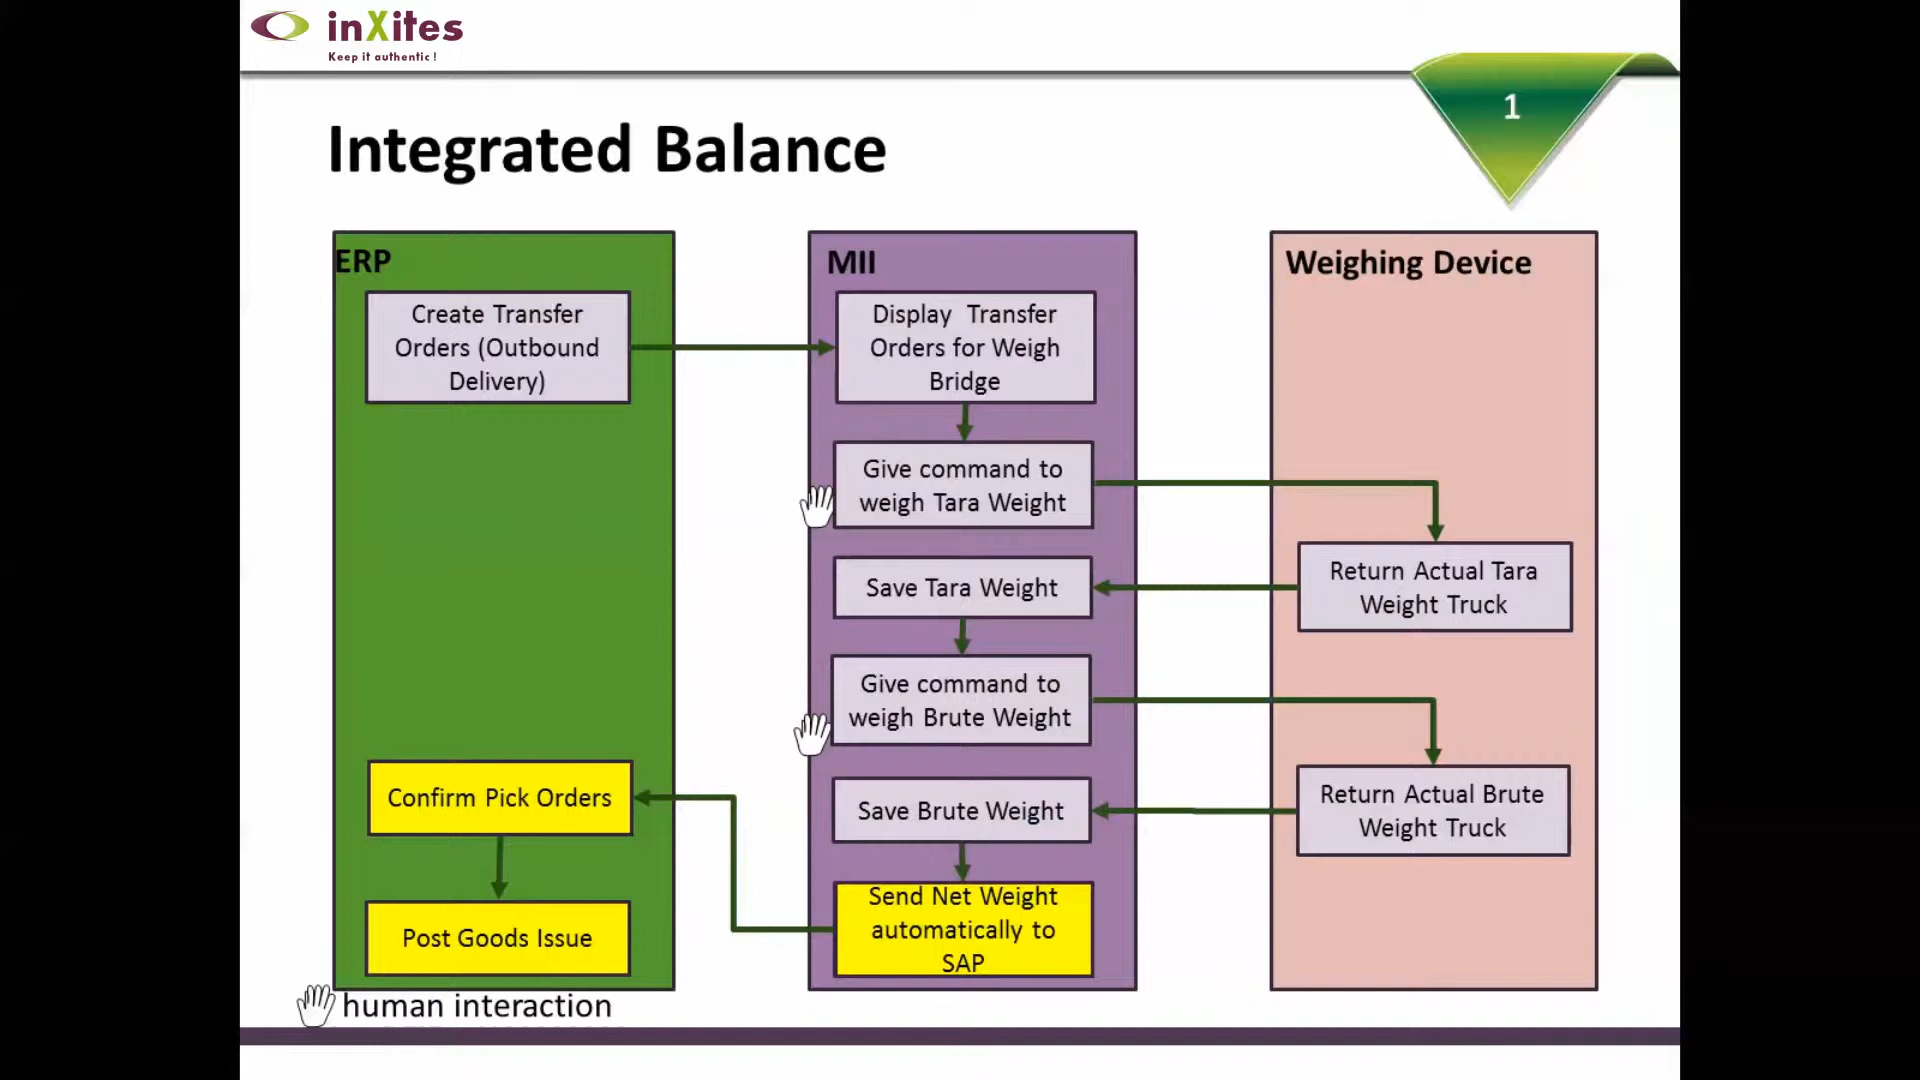 inXites
Keep it authentic !
1
Integrated Balance
ERP
Create Transfer
Orders (Outbound
Delivery)
Confirm Pick Orders
Post Goods Issue
MII
Display Transfer
Orders for Weigh
Bridge
Give command to
weigh Tara Weight
Save Tara Weight
Give command to
weigh Brute Weight
Save Brute Weight
Send Net Weight
automatically to
SAP
Weighing Device
Return Actual Tara
Weight Truck
Return Actual Brute
Weight Truck
human interaction